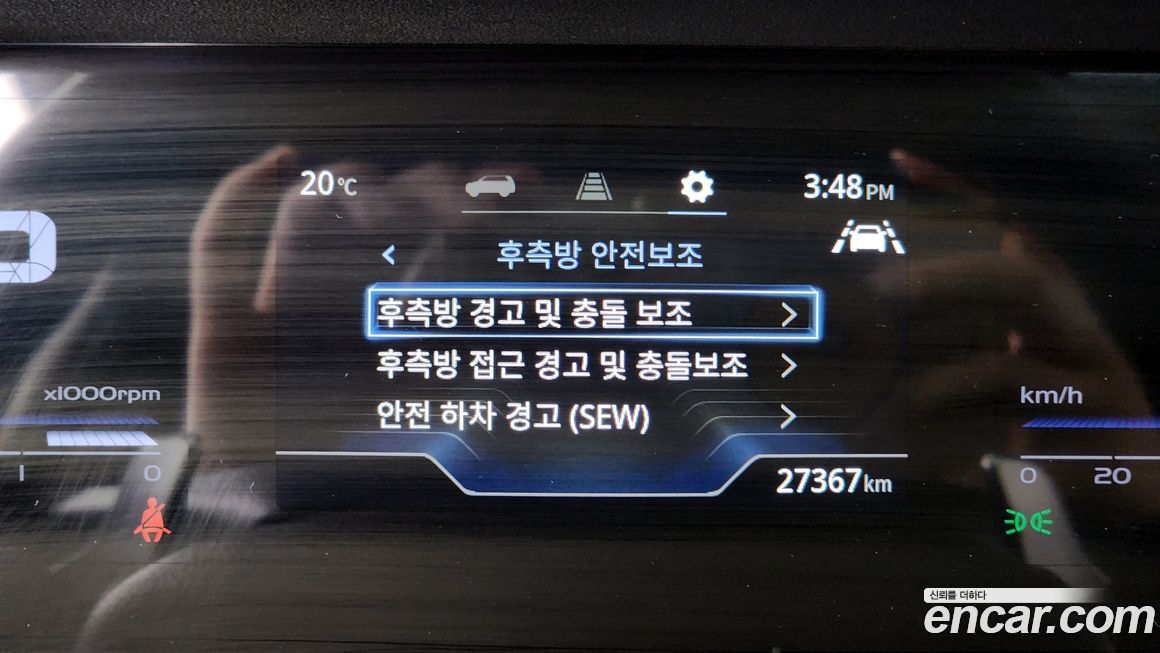 20℃
3:48PM
후측방 안전보조
후측방 경고 및 충돌 보조
후측방 접근 경고 및 충돌보조
안전 하차 경고 (SEW)
x1000rpm
1 0
27367km
km/h
0 20
신뢰를 더하다
encar.com